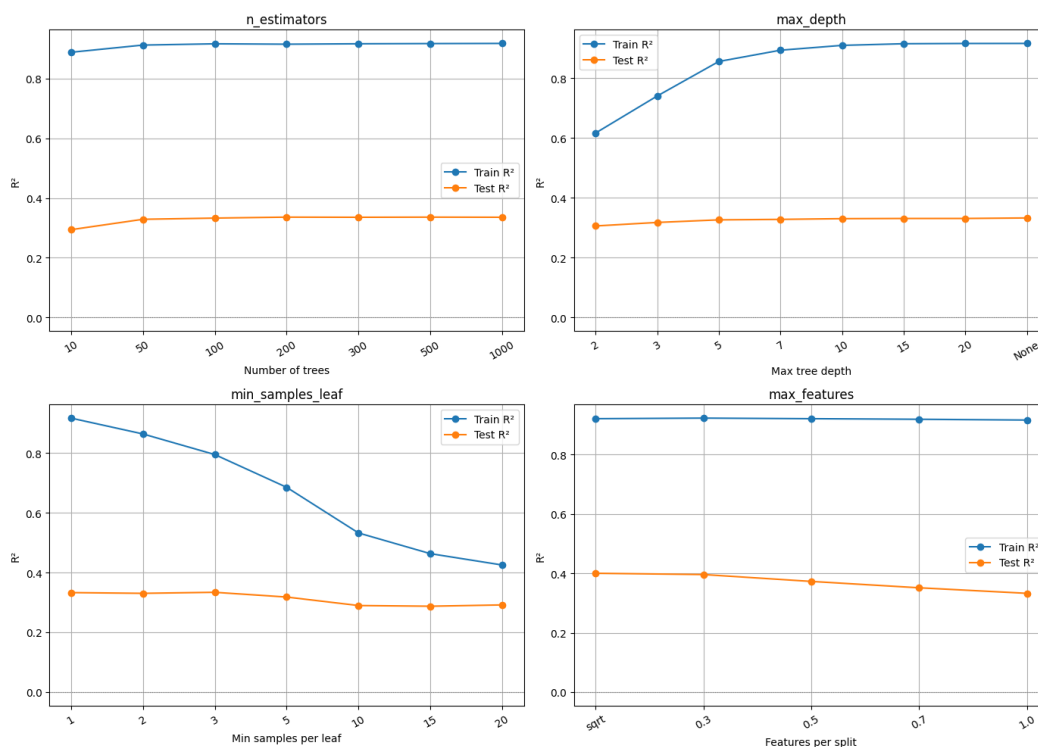 n_estimators
R²
0.8
0.6
0.4
0.2
0.0
Train R²
Test R²
10
50
100
200
300
500
1000
Number of trees
max_depth
R²
0.8
0.6
0.4
0.2
0.0
Train R²
Test R²
2
3
5
7
10
15
20
None
Max tree depth
min_samples_leaf
R²
0.8
0.6
0.4
0.2
0.0
Train R²
Test R²
1
2
3
5
10
15
20
Min samples per leaf
max_features
R²
0.8
0.6
0.4
0.2
0.0
Train R²
Test R²
sqrt
0.3
0.5
0.7
1.0
Features per split